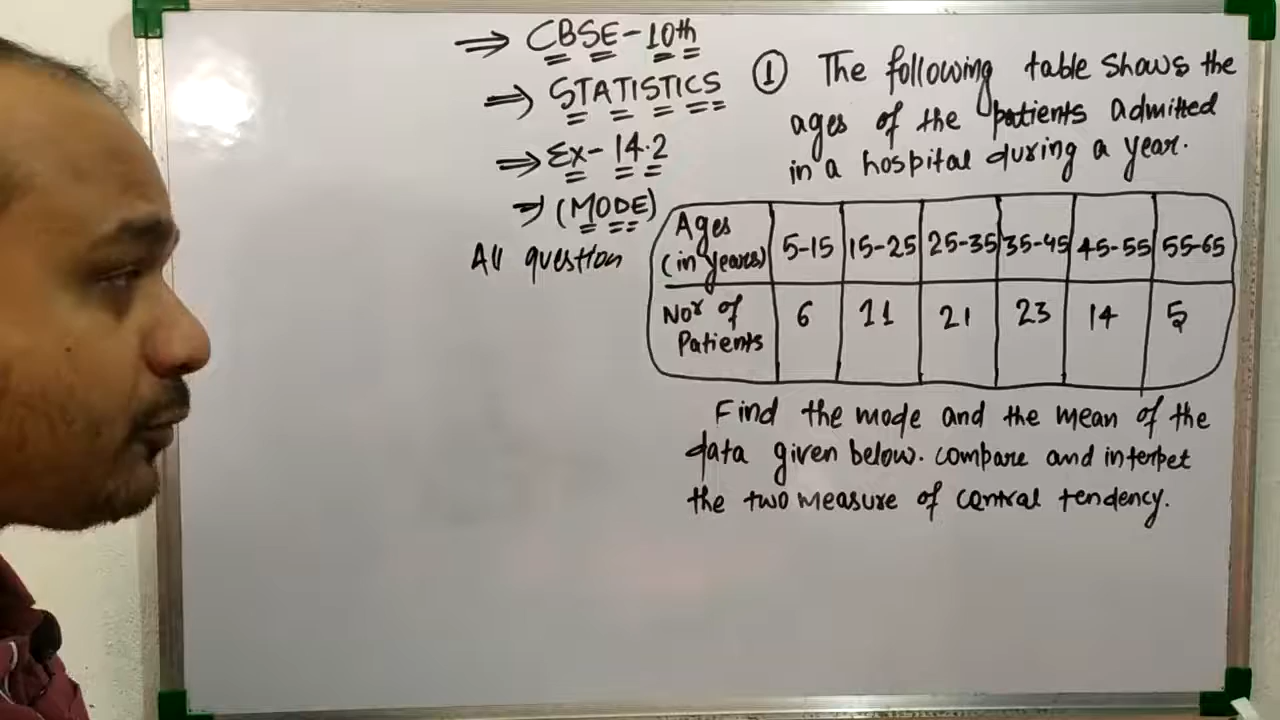 ⇒ CBSE-10th
⇒ STATISTICS
⇒ Ex-14.2
⇒ (MODE)
All question
① The following table shows the
ages of the patients admitted
in a hospital during a year.
Ages (in years) 5-15 15-25 25-35 35-45 45-55 55-65
Noʳ of Patients 6 11 21 23 14 5
Find the mode and the mean of the
data given below. compare and interpet
the two measure of central tendency.